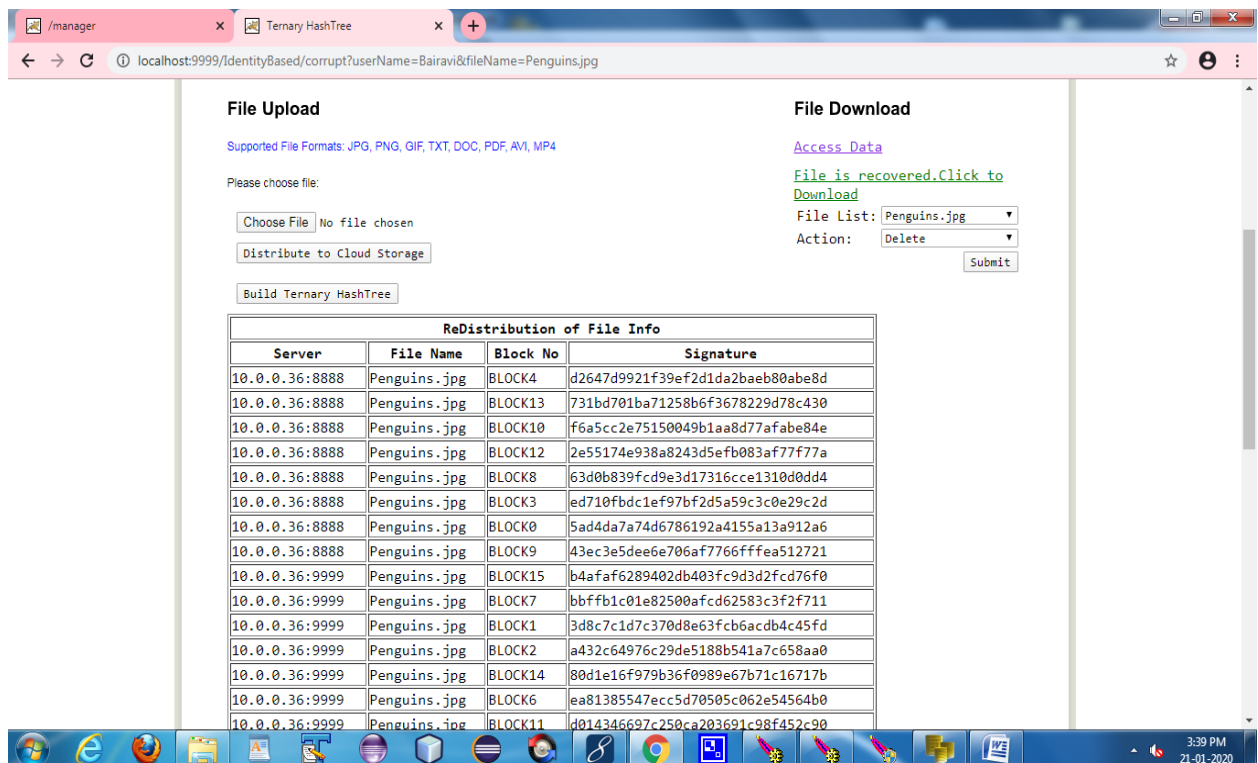 /manager
Ternary HashTree
localhost:9999/IdentityBased/corrupt?userName=Bairavi&fileName=Penguins.jpg
File Upload
Supported File Formats: JPG, PNG, GIF, TXT, DOC, PDF, AVI, MP4
Please choose file:
Choose File No file chosen
Distribute to Cloud Storage
Build Ternary HashTree
File Download
Access Data
File is recovered.Click to
Download
File List: Penguins.jpg
Action: Delete
Submit
ReDistribution of File Info
Server File Name Block No Signature
10.0.0.36:8888 Penguins.jpg BLOCK4 d2647d9921f39ef2d1da2baeb80abe8d
10.0.0.36:8888 Penguins.jpg BLOCK13 731bd701ba71258b6f3678229d78c430
10.0.0.36:8888 Penguins.jpg BLOCK10 f6a5cc2e75150049b1aa8d77afabe84e
10.0.0.36:8888 Penguins.jpg BLOCK12 2e55174e938a8243d5efb083af77f77a
10.0.0.36:8888 Penguins.jpg BLOCK8 63d0b839fcd9e3d17316cce1310d0dd4
10.0.0.36:8888 Penguins.jpg BLOCK3 ed710fbdc1ef97bf2d5a59c3c0e29c2d
10.0.0.36:8888 Penguins.jpg BLOCK0 5ad4da7a74d6786192a4155a13a912a6
10.0.0.36:8888 Penguins.jpg BLOCK9 43ec3e5dee6e706af7766fffea512721
10.0.0.36:9999 Penguins.jpg BLOCK15 b4afaf6289402db403fc9d3d2fcd76f0
10.0.0.36:9999 Penguins.jpg BLOCK7 bbffb1c01e82500afcd62583c3f2f711
10.0.0.36:9999 Penguins.jpg BLOCK1 3d8c7c1d7c370d8e63fcb6acdb4c45fd
10.0.0.36:9999 Penguins.jpg BLOCK2 a432c64976c29de5188b541a7c658aa0
10.0.0.36:9999 Penguins.jpg BLOCK14 80d1e16f979b36f0989e67b71c16717b
10.0.0.36:9999 Penguins.jpg BLOCK6 ea81385547ecc5d70505c062e54564b0
10.0.0.36:9999 Penguins.jpg BLOCK11 d014346697c250ca203691c98f452c90
3:39 PM
21-01-2020